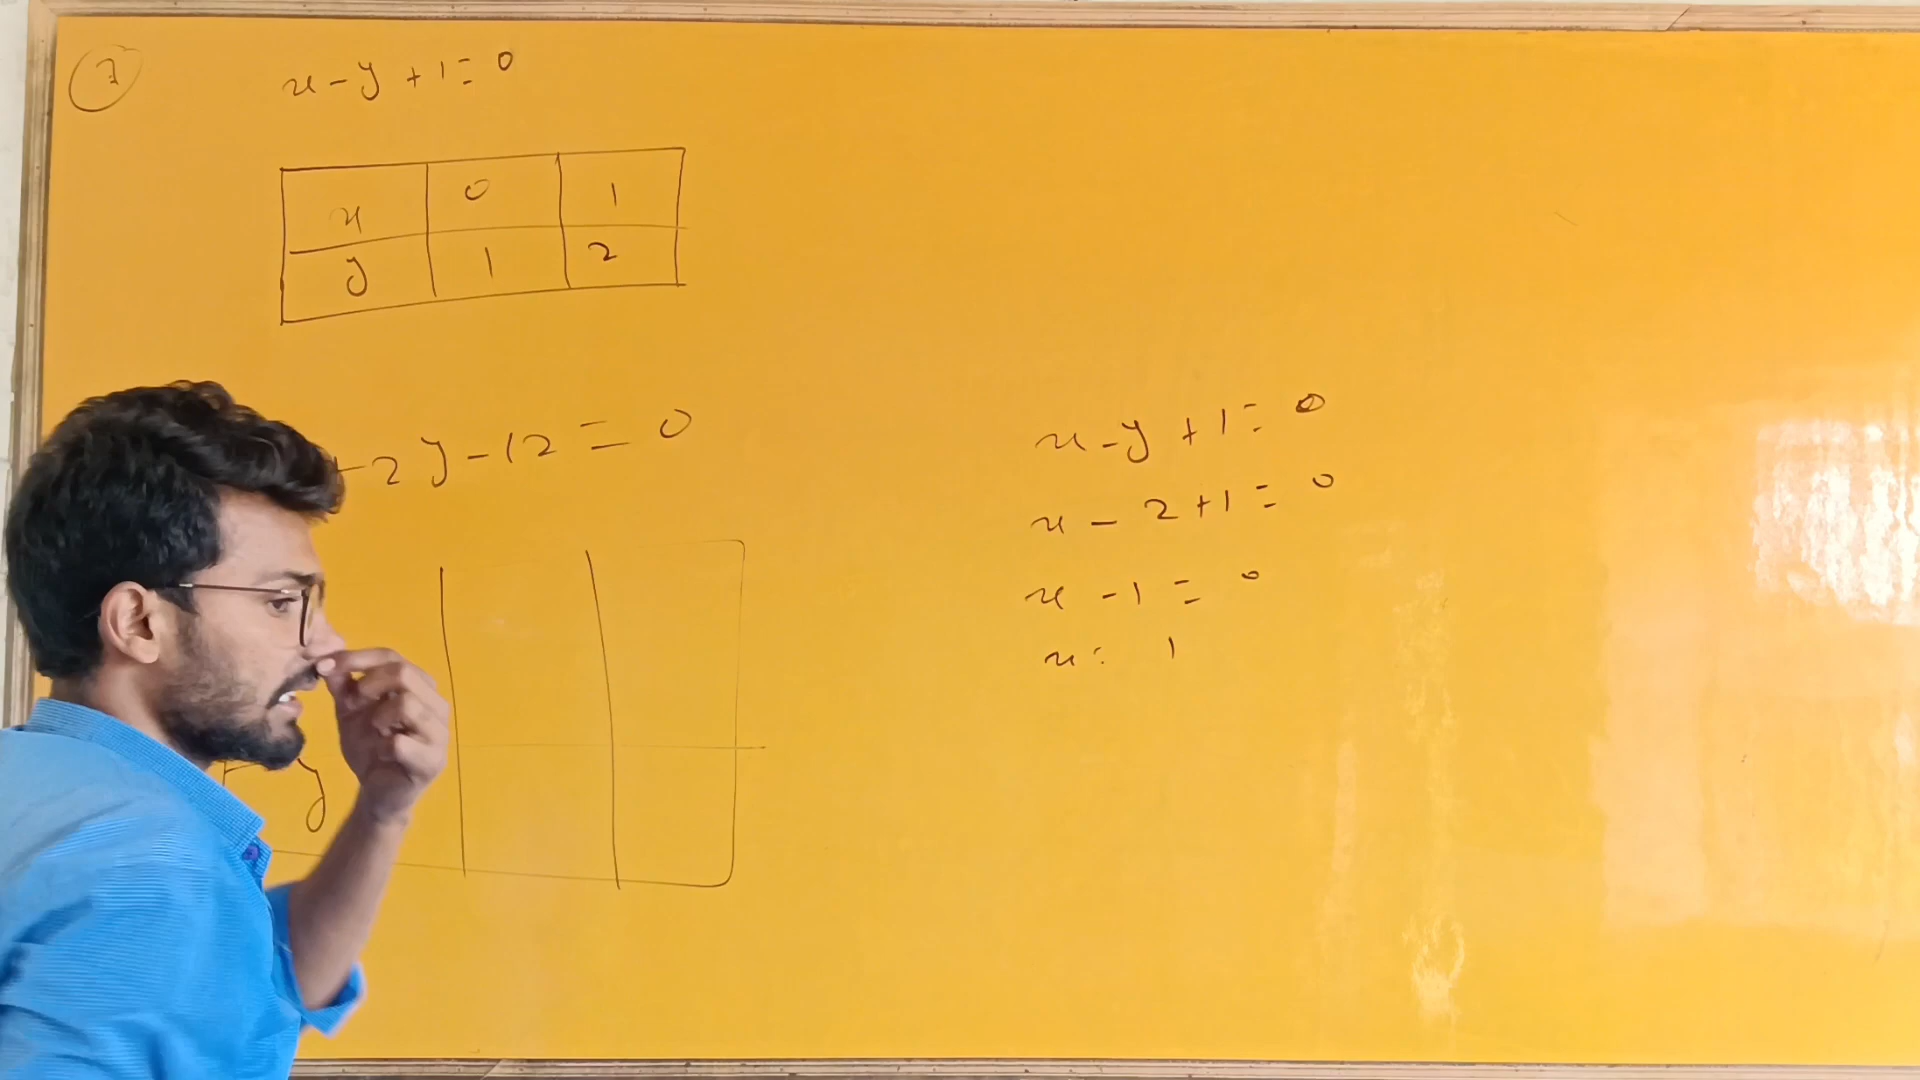 7
x - y + 1 = 0
x 0 1
y 1 2
+ 2y - 12 = 0
y
x - y + 1 = 0
x - 2 + 1 = 0
x - 1 = 0
x = 1